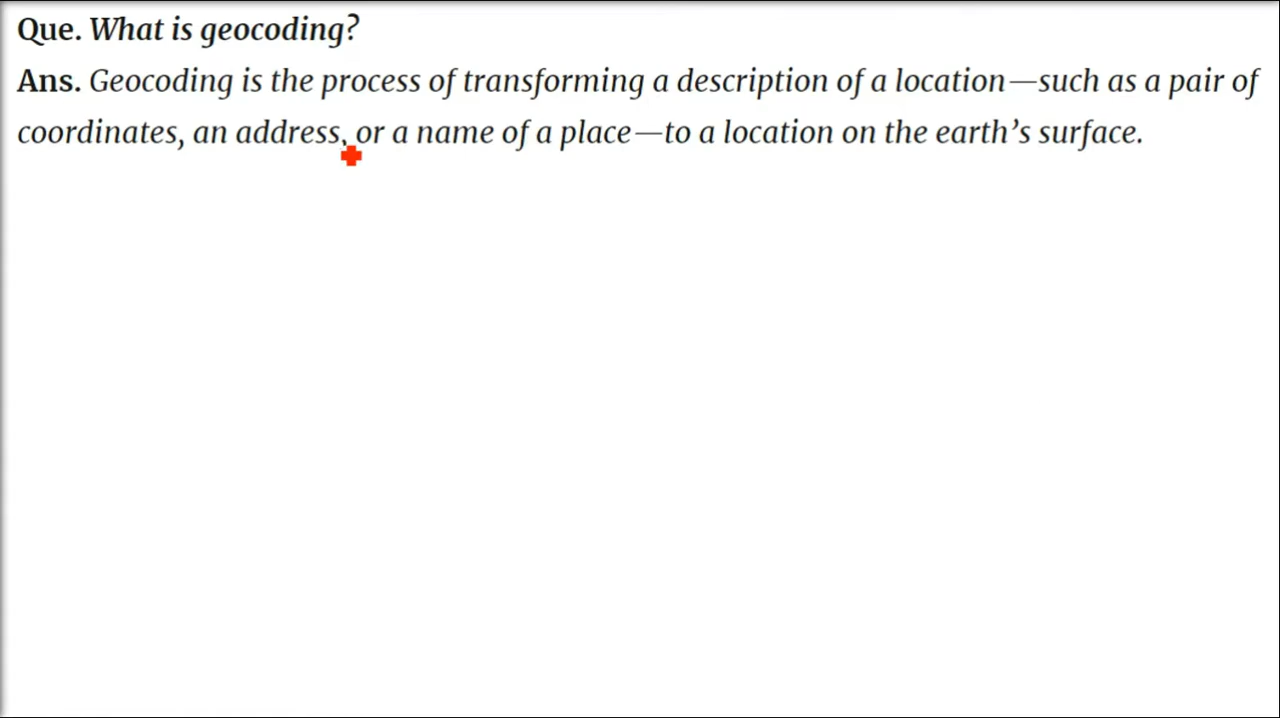 Que. What is geocoding?
Ans. Geocoding is the process of transforming a description of a location—such as a pair of
coordinates, an address, or a name of a place—to a location on the earth’s surface.